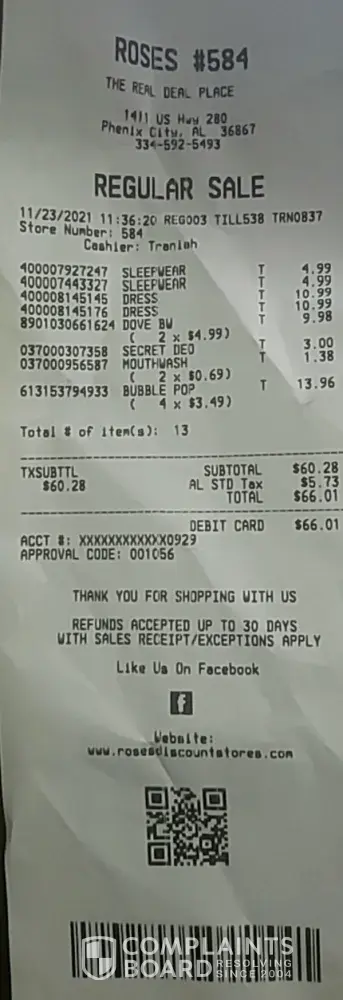 ROSES #584
THE REAL DEAL PLACE
1411 US Hwy 280
Phenix City, AL 36867
334-592-5493
REGULAR SALE
11/23/2021 11:36:20 REG003 TILL538 TRN0837
Store Number: 584
Cashier: Traniah
400007927247 SLEEPWEAR T 4.99
400007443327 SLEEPWEAR T 4.99
400008145145 DRESS T 10.99
400008145176 DRESS T 10.99
8901030661624 DOVE BW T 9.98
( 2 x $4.99)
037000307358 SECRET DEO T 3.00
037000956587 MOUTHWASH T 1.38
( 2 x $0.69)
613153794933 BUBBLE POP T 13.96
( 4 x $3.49)
Total # of item(s): 13
TXSUBTTL SUBTOTAL $60.28
$60.28 AL STD Tax $5.73
TOTAL $66.01
DEBIT CARD $66.01
ACCT #: XXXXXXXXXXXX0929
APPROVAL CODE: 001056
THANK YOU FOR SHOPPING WITH US
REFUNDS ACCEPTED UP TO 30 DAYS
WITH SALES RECEIPT/EXCEPTIONS APPLY
Like Us On Facebook
f
Website:
www.rosesdiscountstores.com
COMPLAINTS
BOARD RESOLVING
SINCE 2004